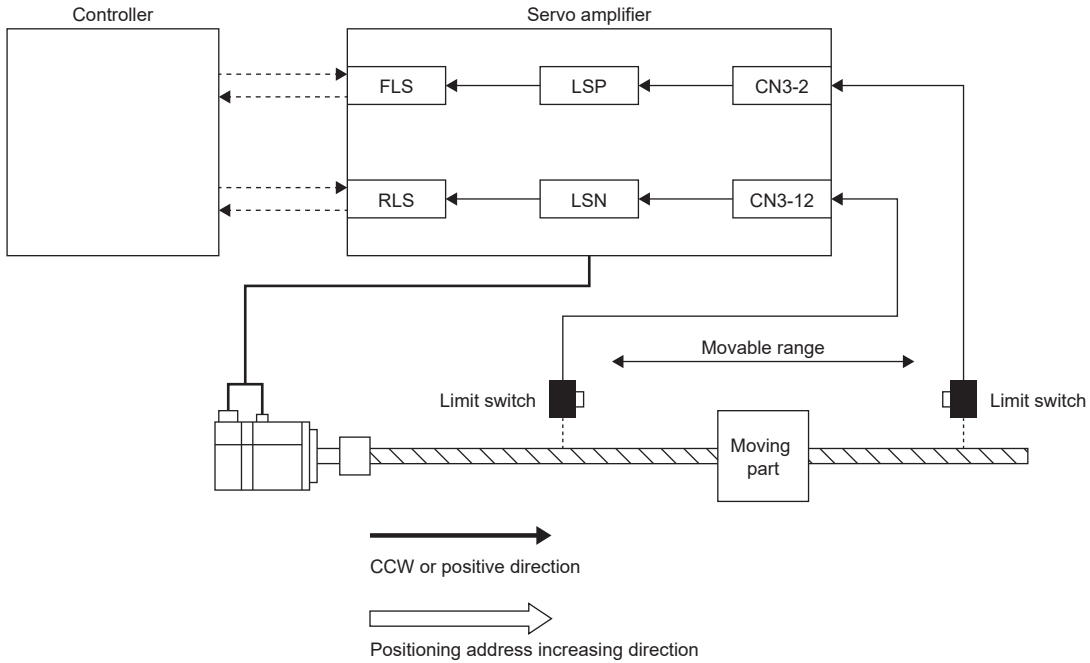 Controller
Servo amplifier
FLS
LSP
CN3-2
RLS
LSN
CN3-12
Movable range
Limit switch
Limit switch
Moving
part
CCW or positive direction
Positioning address increasing direction